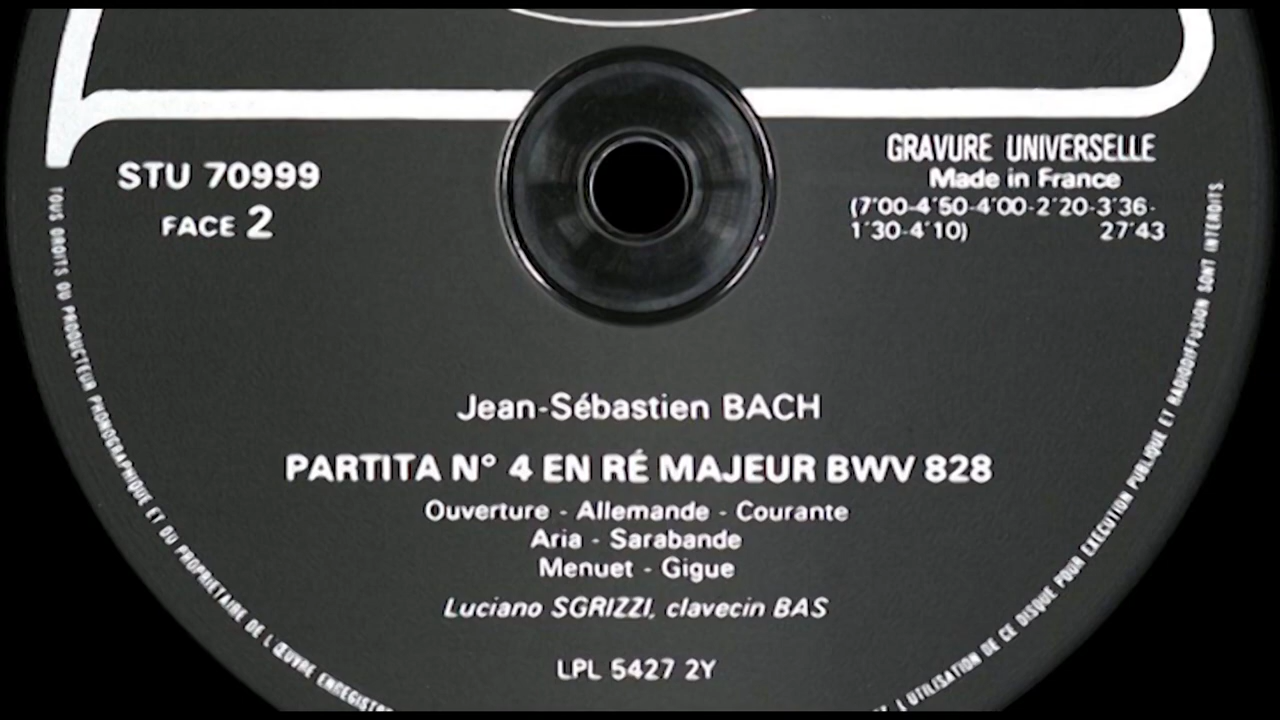 STU 70999
FACE 2
GRAVURE UNIVERSELLE
Made in France
(7'00-4'50-4'00-2'20-3'36-
1'30-4'10) 27'43
Jean-Sébastien BACH
PARTITA N° 4 EN RÉ MAJEUR BWV 828
Ouverture - Allemande - Courante
Aria - Sarabande
Menuet - Gigue
Luciano SGRIZZI, clavecin BAS
LPL 5427 2Y
TOUS DROITS DU PRODUCTEUR PHONOGRAPHIQUE ET DU PROPRIETAIRE DE L'ŒUVRE ENREGIST
L'UTILISATION DE CE DISQUE POUR EXECUTION PUBLIQUE ET RADIODIFFUSION SONT INTERDITS.